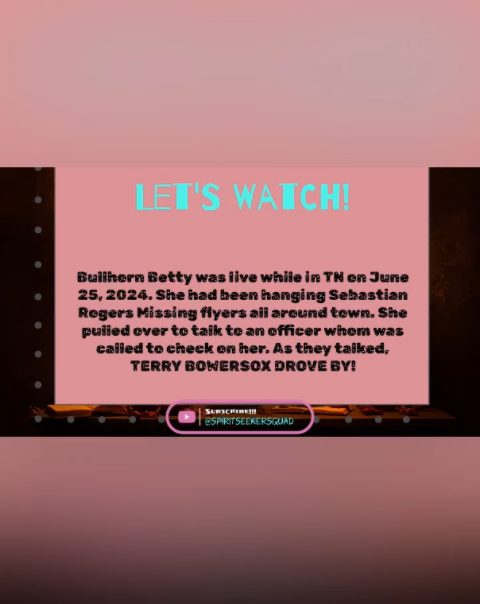 LET'S WATCH!
Bullhorn Betty was live while in TN on June
25, 2024. She had been hanging Sebastian
Rogers Missing flyers all around town. She
pulled over to talk to an officer whom was
called to check on her. As they talked,
TERRY BOWERSOX DROVE BY!
SUBSCRIBE!!!
@SPIRITSEEKERSQUAD